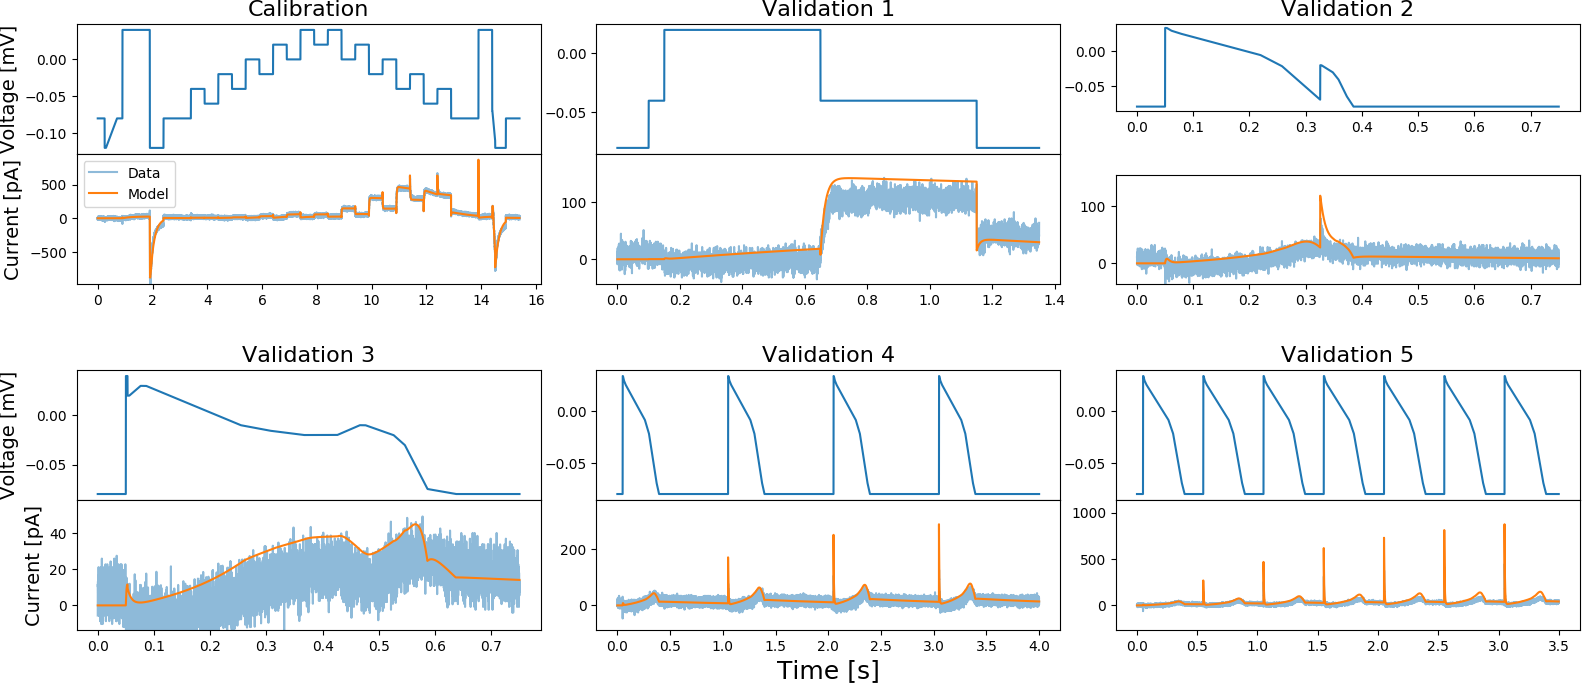 Calibration
Validation 1
Validation 2
Voltage [mV]
0.00
−0.05
−0.10
0.00
−0.05
0.00
−0.05
0.0 0.1 0.2 0.3 0.4 0.5 0.6 0.7
Current [pA]
500
0
−500
Data
Model
100
0
100
0
0 2 4 6 8 10 12 14 16
0.0 0.2 0.4 0.6 0.8 1.0 1.2 1.4
0.0 0.1 0.2 0.3 0.4 0.5 0.6 0.7
Validation 3
Validation 4
Validation 5
Voltage [mV]
0.00
−0.05
0.00
−0.05
0.00
−0.05
Current [pA]
40
20
0
200
0
1000
500
0
0.0 0.1 0.2 0.3 0.4 0.5 0.6 0.7
0.0 0.5 1.0 1.5 2.0 2.5 3.0 3.5 4.0
0.0 0.5 1.0 1.5 2.0 2.5 3.0 3.5
Time [s]